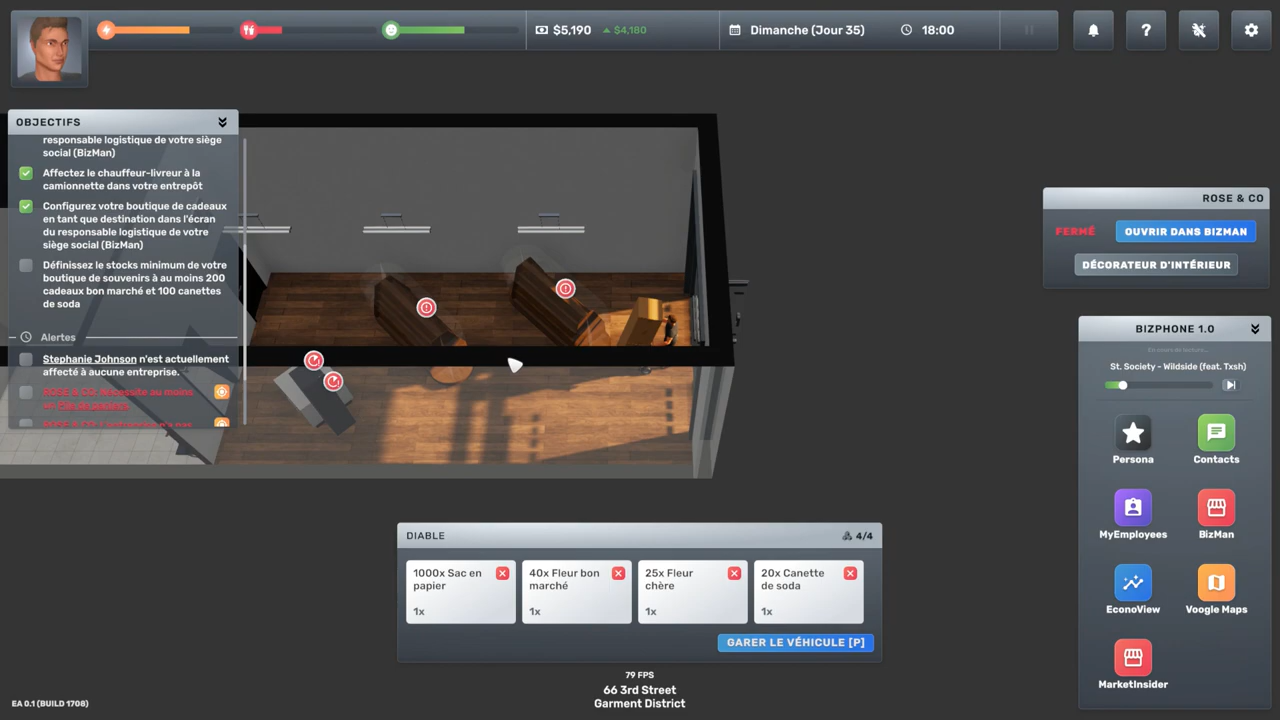 $5,190
$4,180
Dimanche (Jour 35)
18:00
OBJECTIFS
responsable logistique de votre siège
social (BizMan)
Affectez le chauffeur-livreur à la
camionnette dans votre entrepôt
Configurez votre boutique de cadeaux
en tant que destination dans l'écran
du responsable logistique de votre
siège social (BizMan)
Définissez le stocks minimum de votre
boutique de souvenirs à au moins 200
cadeaux bon marché et 100 canettes
de soda
Alertes
Stephanie Johnson n'est actuellement
affecté à aucune entreprise.
ROSE & CO: Nécessite au moins
ROSE & CO
FERMÉ
OUVRIR DANS BIZMAN
DÉCORATEUR D'INTÉRIEUR
BIZPHONE 1.0
En cours de lecture...
St. Society - Wildside (feat. Txsh)
Persona
Contacts
MyEmployees
BizMan
EconoView
Voogle Maps
MarketInsider
DIABLE
4/4
1000x Sac en
papier
1x
40x Fleur bon
marché
1x
25x Fleur
chère
1x
20x Canette
de soda
1x
GARER LE VÉHICULE [P]
79 FPS
66 3rd Street
Garment District
EA 0.1 (BUILD 1708)